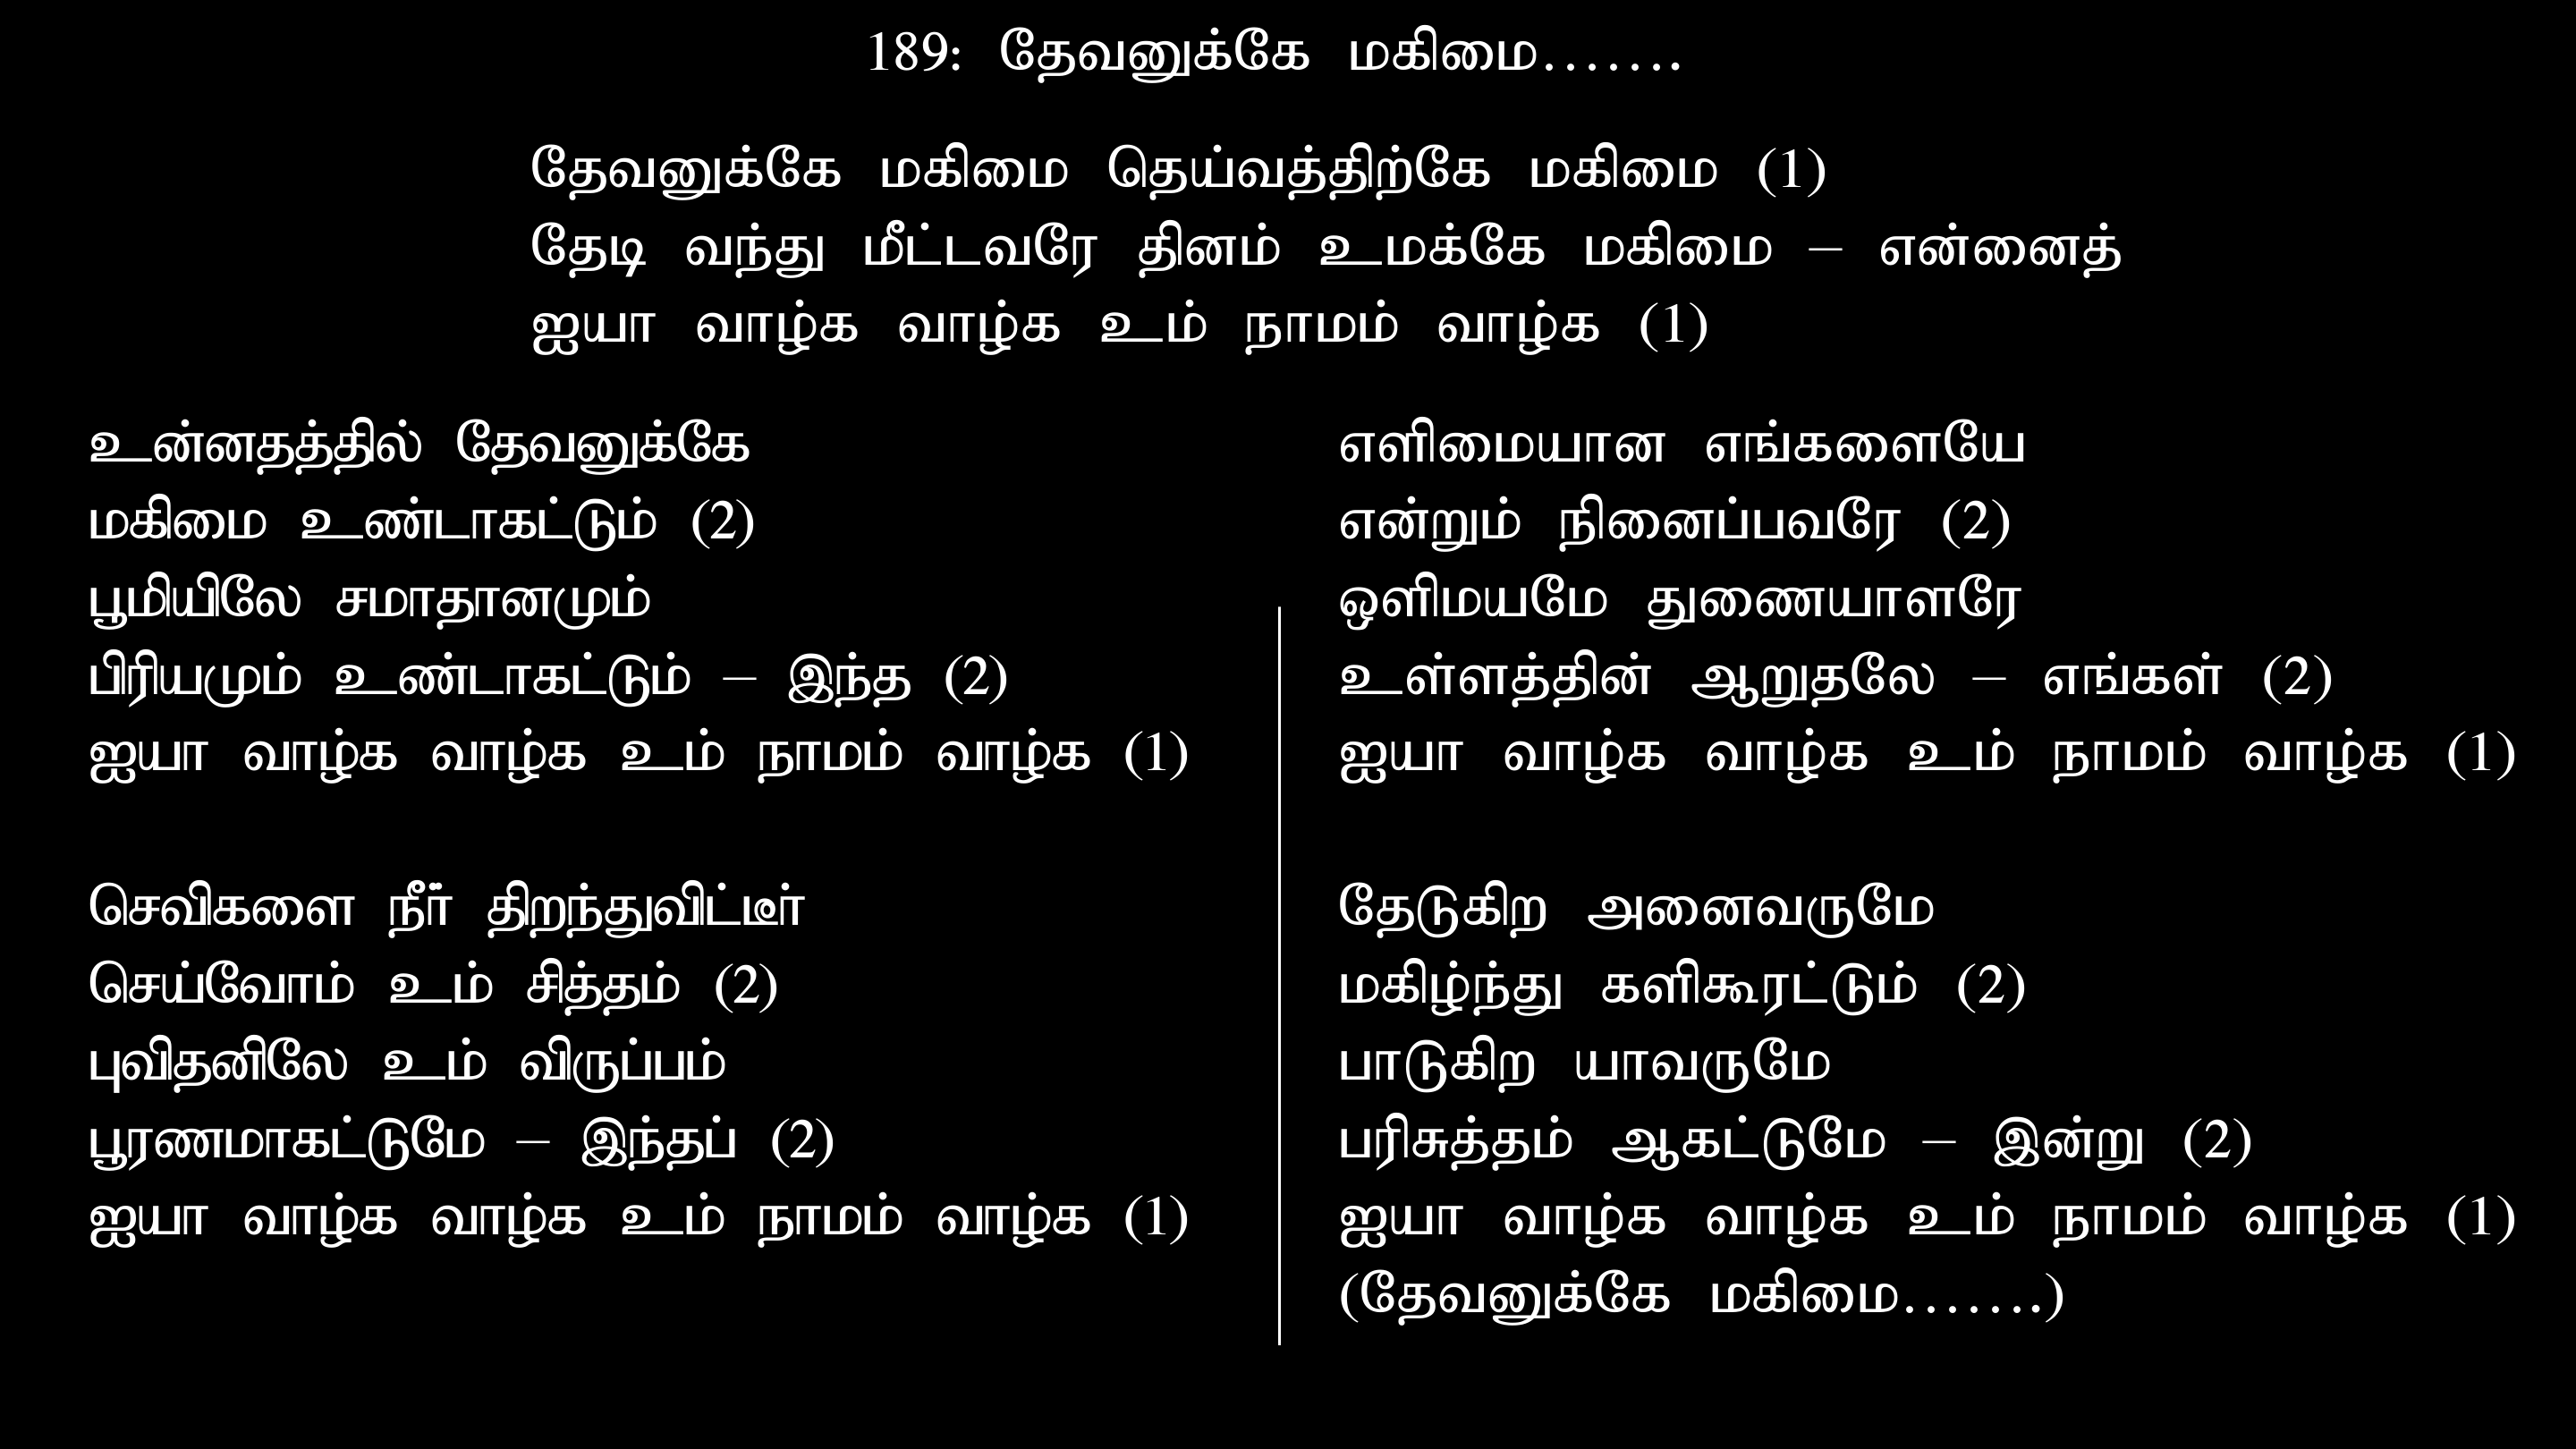 189: தேவனுக்கே மகிமை.......
தேவனுக்கே மகிமை தெய்வத்திற்கே மகிமை (1)
தேடி வந்து மீட்டவரே தினம் உமக்கே மகிமை – என்னைத்
ஐயா வாழ்க வாழ்க உம் நாமம் வாழ்க (1)
உன்னதத்தில் தேவனுக்கே
மகிமை உண்டாகட்டும் (2)
பூமியிலே சமாதானமும்
பிரியமும் உண்டாகட்டும் – இந்த (2)
ஐயா வாழ்க வாழ்க உம் நாமம் வாழ்க (1)
செவிகளை நீர் திறந்துவிட்டீர்
செய்வோம் உம் சித்தம் (2)
புவிதனிலே உம் விருப்பம்
பூரணமாகட்டுமே – இந்தப் (2)
ஐயா வாழ்க வாழ்க உம் நாமம் வாழ்க (1)
எளிமையான எங்களையே
என்றும் நினைப்பவரே (2)
ஒளிமயமே துணையாளரே
உள்ளத்தின் ஆறுதலே – எங்கள் (2)
ஐயா வாழ்க வாழ்க உம் நாமம் வாழ்க (1)
தேடுகிற அனைவருமே
மகிழ்ந்து களிகூரட்டும் (2)
பாடுகிற யாவருமே
பரிசுத்தம் ஆகட்டுமே – இன்று (2)
ஐயா வாழ்க வாழ்க உம் நாமம் வாழ்க (1)
(தேவனுக்கே மகிமை.......)